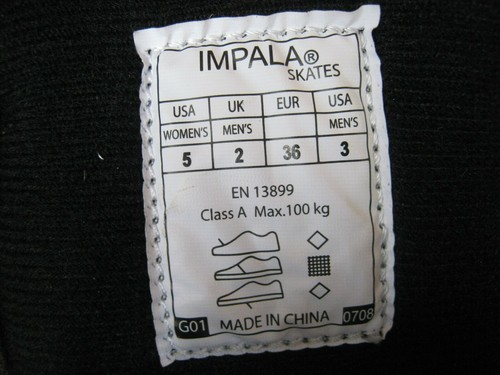 IMPALA®
SKATES
USA UK EUR USA
WOMEN'S MEN'S MEN'S
5 2 36 3
EN 13899
Class A Max.100 kg
G01 MADE IN CHINA 0708